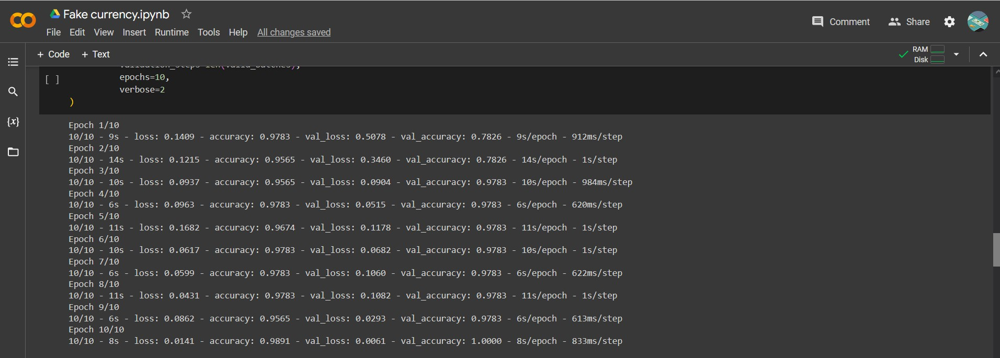 Fake currency.ipynb
Comment Share
File Edit View Insert Runtime Tools Help All changes saved
+ Code + Text
RAM
Disk
{x}
[ ]
epochs=10,
verbose=2
)
Epoch 1/10
10/10 - 9s - loss: 0.1409 - accuracy: 0.9783 - val_loss: 0.5078 - val_accuracy: 0.7826 - 9s/epoch - 912ms/step
Epoch 2/10
10/10 - 14s - loss: 0.1215 - accuracy: 0.9565 - val_loss: 0.3460 - val_accuracy: 0.7826 - 14s/epoch - 1s/step
Epoch 3/10
10/10 - 10s - loss: 0.0937 - accuracy: 0.9565 - val_loss: 0.0904 - val_accuracy: 0.9783 - 10s/epoch - 984ms/step
Epoch 4/10
10/10 - 6s - loss: 0.0963 - accuracy: 0.9783 - val_loss: 0.0515 - val_accuracy: 0.9783 - 6s/epoch - 620ms/step
Epoch 5/10
10/10 - 11s - loss: 0.1682 - accuracy: 0.9674 - val_loss: 0.1178 - val_accuracy: 0.9783 - 11s/epoch - 1s/step
Epoch 6/10
10/10 - 10s - loss: 0.0617 - accuracy: 0.9783 - val_loss: 0.0682 - val_accuracy: 0.9783 - 10s/epoch - 1s/step
Epoch 7/10
10/10 - 6s - loss: 0.0599 - accuracy: 0.9783 - val_loss: 0.1060 - val_accuracy: 0.9783 - 6s/epoch - 622ms/step
Epoch 8/10
10/10 - 11s - loss: 0.0431 - accuracy: 0.9783 - val_loss: 0.1082 - val_accuracy: 0.9783 - 11s/epoch - 1s/step
Epoch 9/10
10/10 - 6s - loss: 0.0862 - accuracy: 0.9565 - val_loss: 0.0293 - val_accuracy: 0.9783 - 6s/epoch - 613ms/step
Epoch 10/10
10/10 - 8s - loss: 0.0141 - accuracy: 0.9891 - val_loss: 0.0061 - val_accuracy: 1.0000 - 8s/epoch - 833ms/step